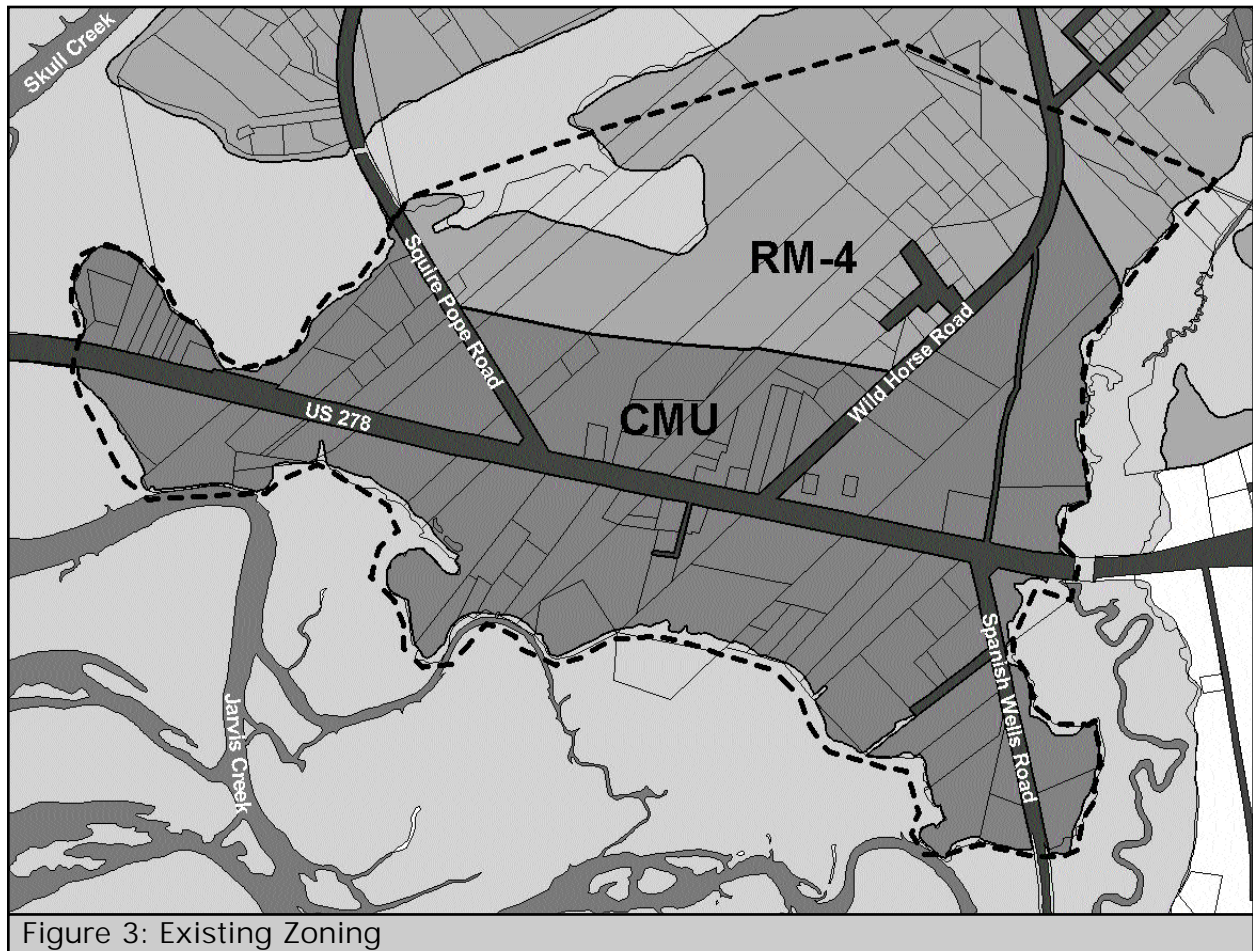 Skull Creek
RM-4
Squire Pope Road
Wild Horse Road
CMU
US 278
Spanish Wells Road
Jarvis Creek
Figure 3: Existing Zoning